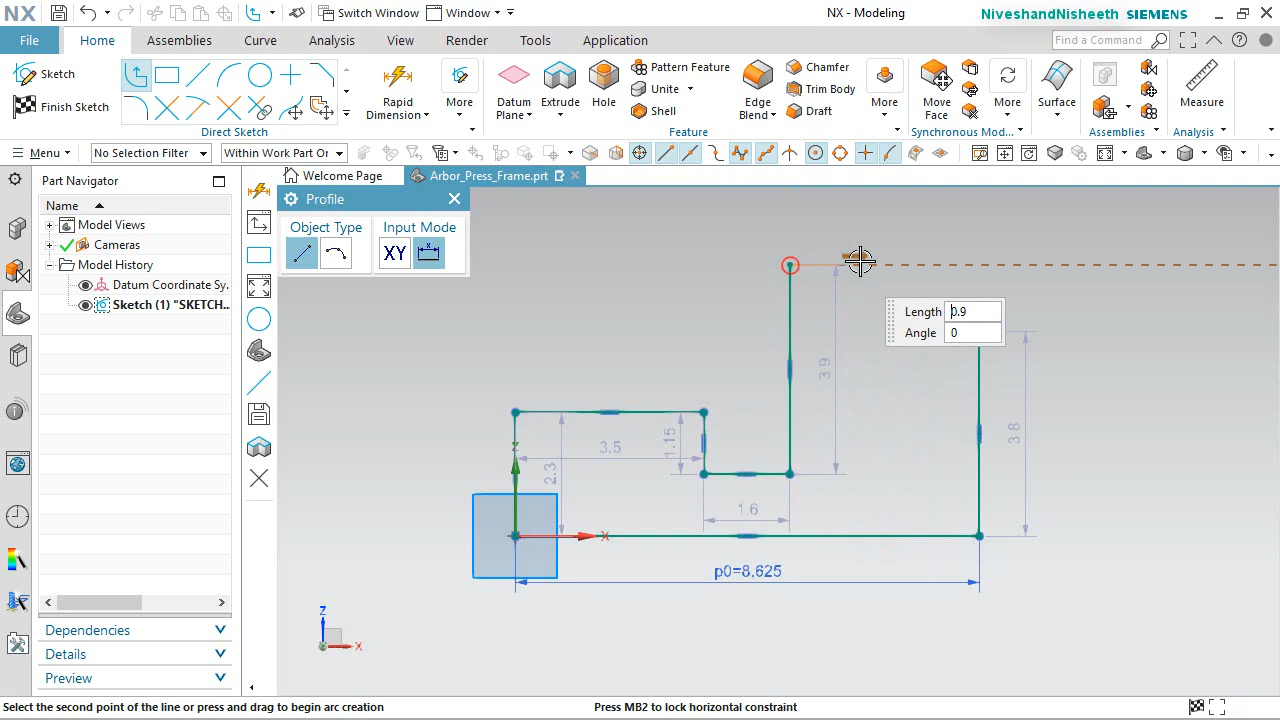 NX
Switch Window
Window
NX - Modeling
NiveshandNisheeth SIEMENS
File
Home
Assemblies
Curve
Analysis
View
Render
Tools
Application
Find a Command
Sketch
Finish Sketch
Direct Sketch
Rapid Dimension
More
Datum Plane
Extrude
Hole
Pattern Feature
Unite
Shell
Edge Blend
Chamfer
Trim Body
Draft
More
Feature
Move Face
More
Synchronous Mod...
Surface
Assemblies
Measure
Analysis
Menu
No Selection Filter
Within Work Part Or
Part Navigator
Name
Model Views
Cameras
Model History
Datum Coordinate Sy.
Sketch (1) "SKETCH...
Dependencies
Details
Preview
Welcome Page
Arbor_Press_Frame.prt
Profile
Object Type
Input Mode
XY
Length 0.9
Angle 0
3.9
3.8
3.5
1.15
2.3
1.6
Z
X
p0=8.625
Z
Y
X
Select the second point of the line or press and drag to begin arc creation
Press MB2 to lock horizontal constraint